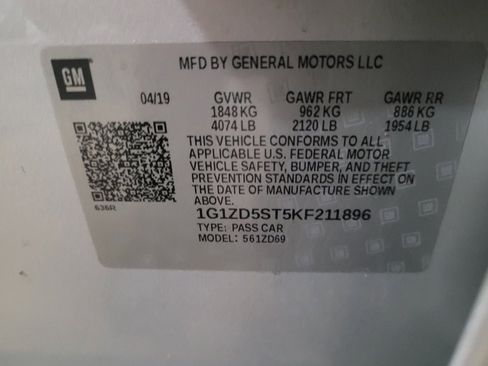 GM
MFD BY GENERAL MOTORS LLC
04/19 GVWR GAWR FRT GAWR RR
1848 KG 962 KG 886 KG
4074 LB 2120 LB 1954 LB
THIS VEHICLE CONFORMS TO ALL
APPLICABLE U.S. FEDERAL MOTOR
VEHICLE SAFETY, BUMPER, AND THEFT
PREVENTION STANDARDS IN EFFECT ON
THE DATE OF MANUFACTURE SHOWN
ABOVE.
636R
1G1ZD5ST5KF211896
TYPE: PASS CAR
MODEL: 561ZD69